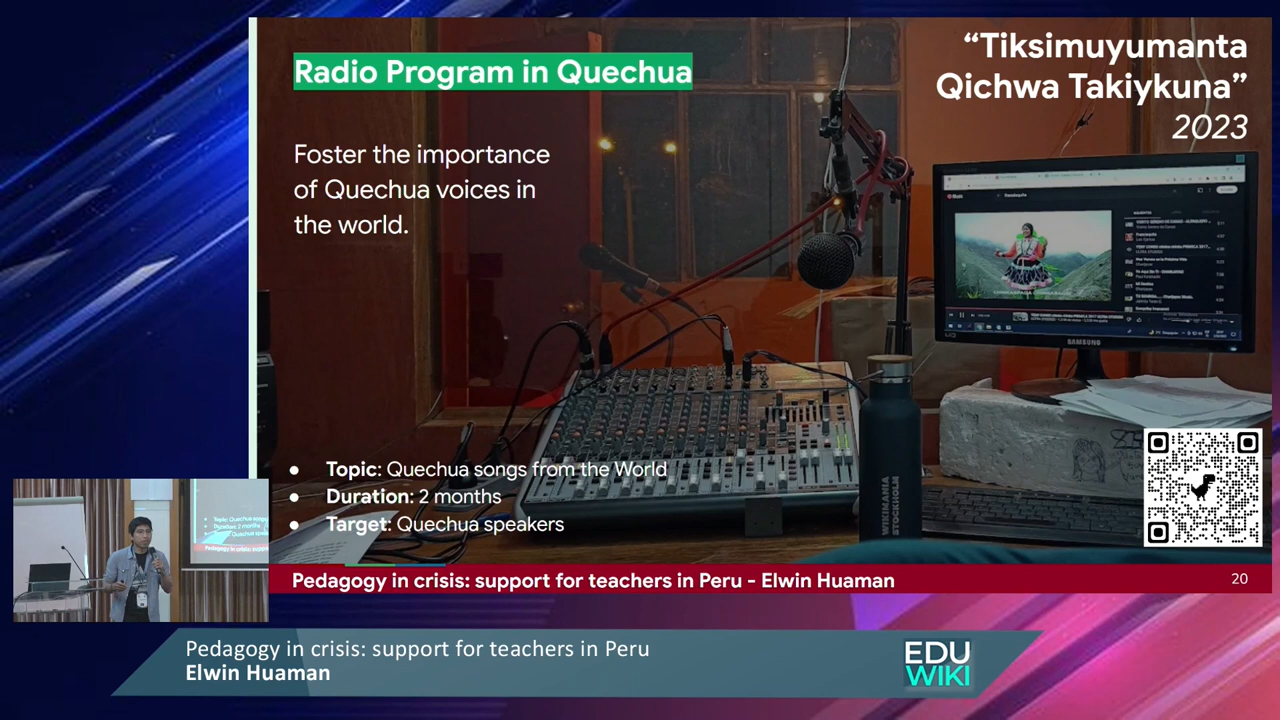 Radio Program in Quechua
“Tiksimuyumanta
Qichwa Takiykuna”
2023
Foster the importance
of Quechua voices in
the world.
SAMSUNG
● Topic: Quechua songs from the World
● Duration: 2 months
● Target: Quechua speakers
WIKIMANIA
STOCKHOLM
Pedagogy in crisis: support for teachers in Peru - Elwin Huaman
20
Pedagogy in crisis: support for teachers in Peru
Elwin Huaman
EDU
WIKI